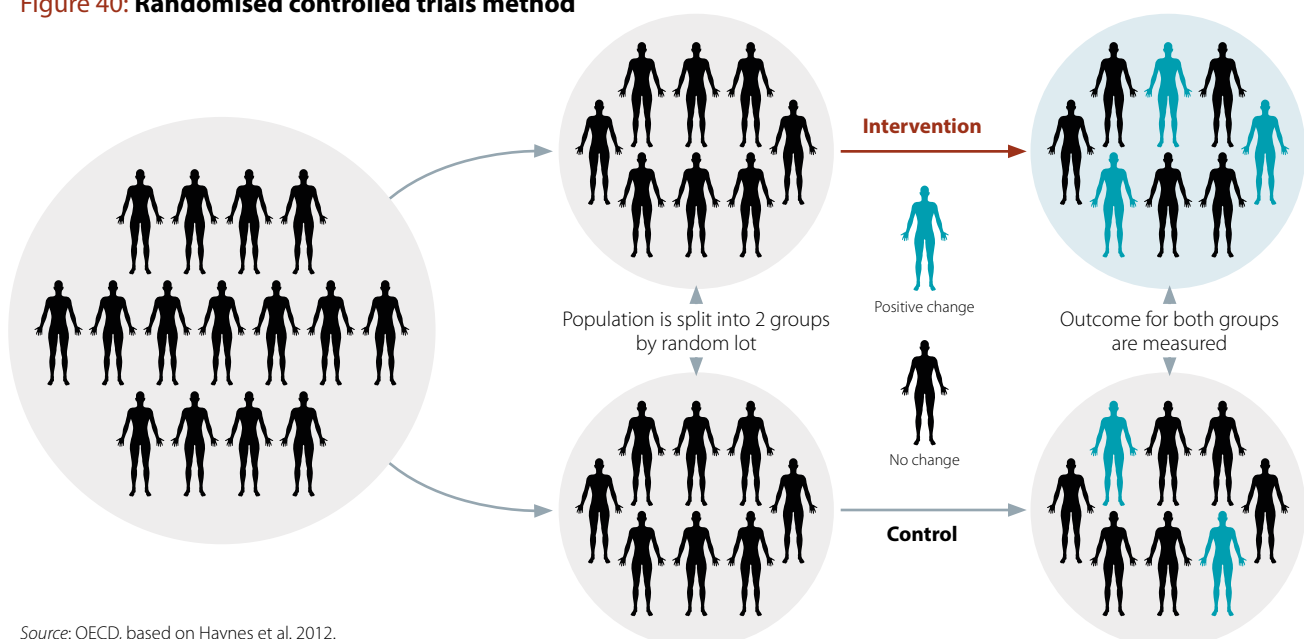 Figure 40: Randomised controlled trials method
Intervention
Positive change
Population is split into 2 groups
by random lot
Outcome for both groups
are measured
No change
Control
Source: OECD, based on Haynes et al. 2012.